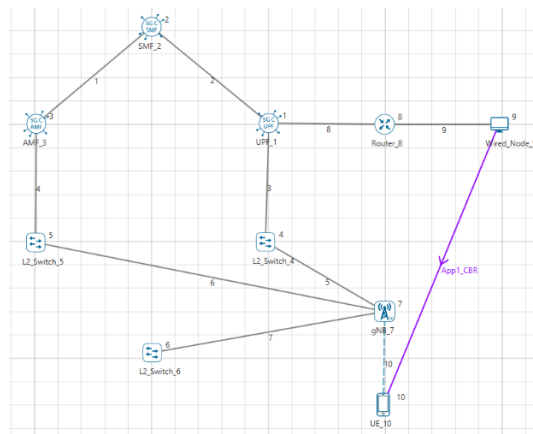 5G C
SMF
2
SMF_2
1
2
5G C
AMF
3
AMF_3
5G C
UPF
1
UPF_1
8
8
Router_8
9
9
4
3
App1_CBR
5
L2_Switch_5
4
L2_Switch_4
6
5
7
gNB_7
7
6
L2_Switch_6
10
10
UE_10